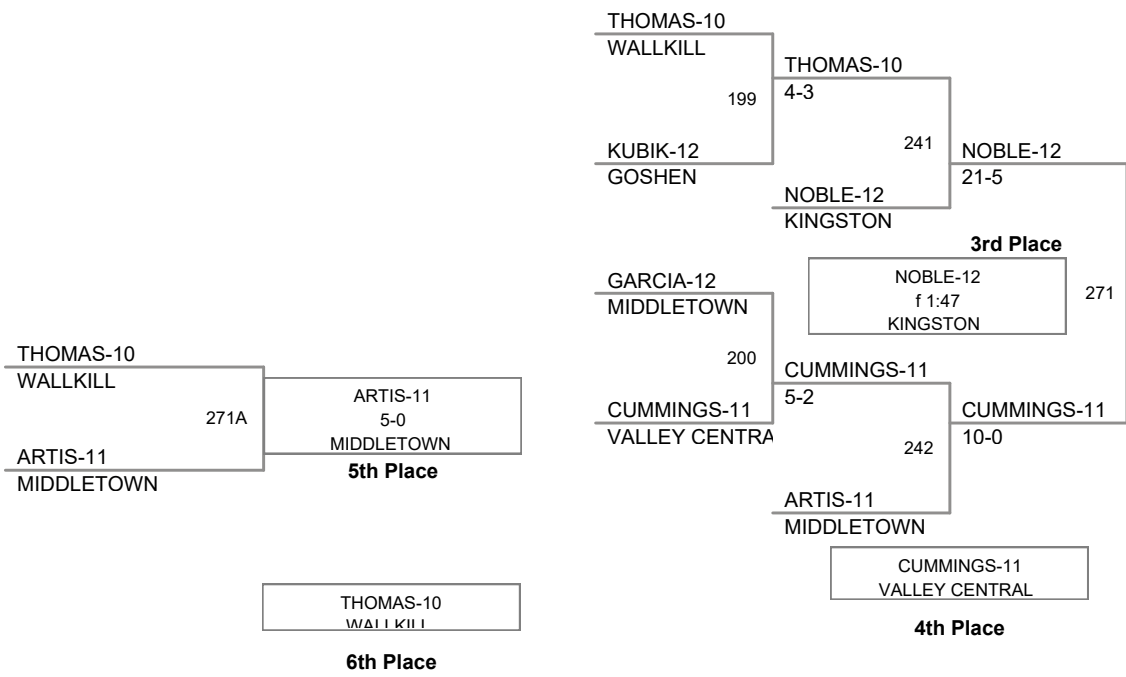 THOMAS-10
WALLKILL
199
KUBIK-12
GOSHEN
THOMAS-10
4-3
241
NOBLE-12
KINGSTON
NOBLE-12
21-5
3rd Place
NOBLE-12
f 1:47
KINGSTON
271
GARCIA-12
MIDDLETOWN
200
CUMMINGS-11
VALLEY CENTRA
CUMMINGS-11
5-2
242
ARTIS-11
MIDDLETOWN
CUMMINGS-11
10-0
CUMMINGS-11
VALLEY CENTRAL
4th Place
THOMAS-10
WALLKILL
271A
ARTIS-11
MIDDLETOWN
ARTIS-11
5-0
MIDDLETOWN
5th Place
THOMAS-10
WALLKILL
6th Place